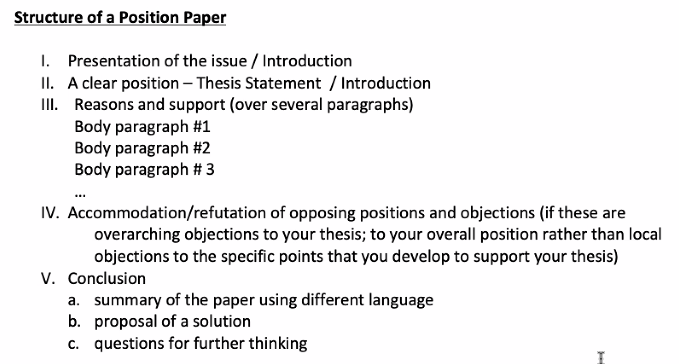 Structure of a Position Paper
I. Presentation of the issue / Introduction
II. A clear position – Thesis Statement / Introduction
III. Reasons and support (over several paragraphs)
Body paragraph #1
Body paragraph #2
Body paragraph # 3
...
IV. Accommodation/refutation of opposing positions and objections (if these are
overarching objections to your thesis; to your overall position rather than local
objections to the specific points that you develop to support your thesis)
V. Conclusion
a. summary of the paper using different language
b. proposal of a solution
c. questions for further thinking